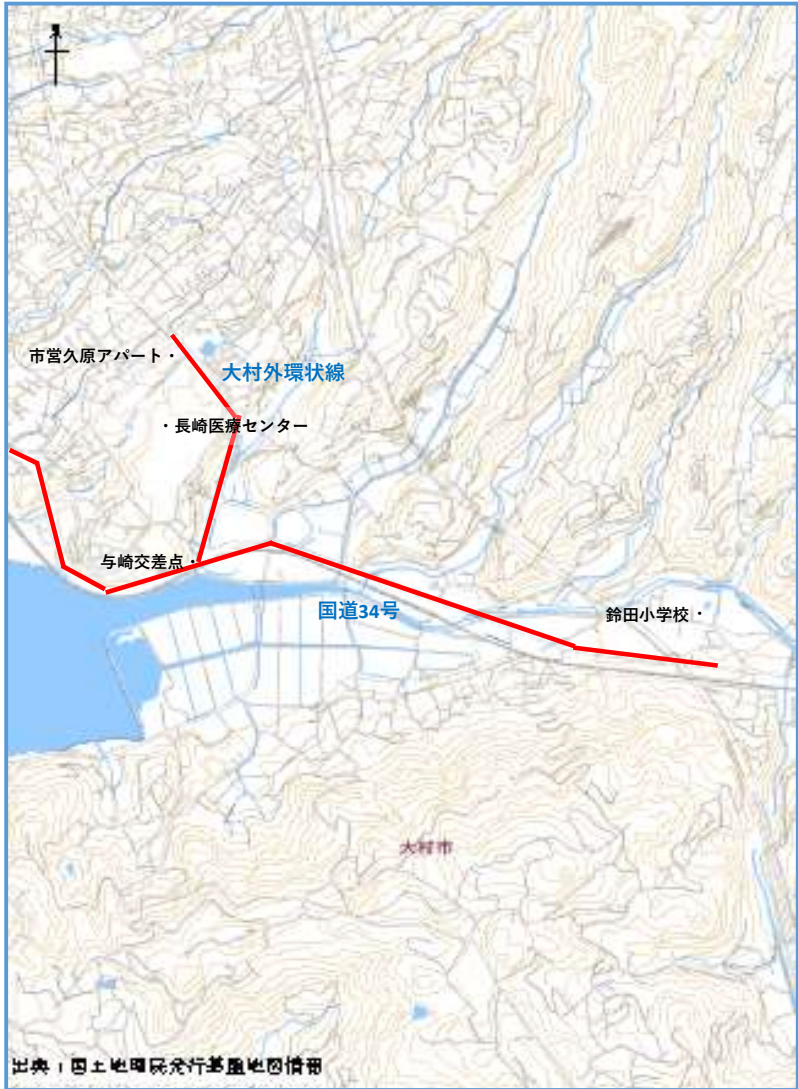 市営久原アパート・
大村外環状線
・長崎医療センター
与崎交差点・
国道34号
鈴田小学校・
大村市
出典：国土地理院発行基盤地図情報